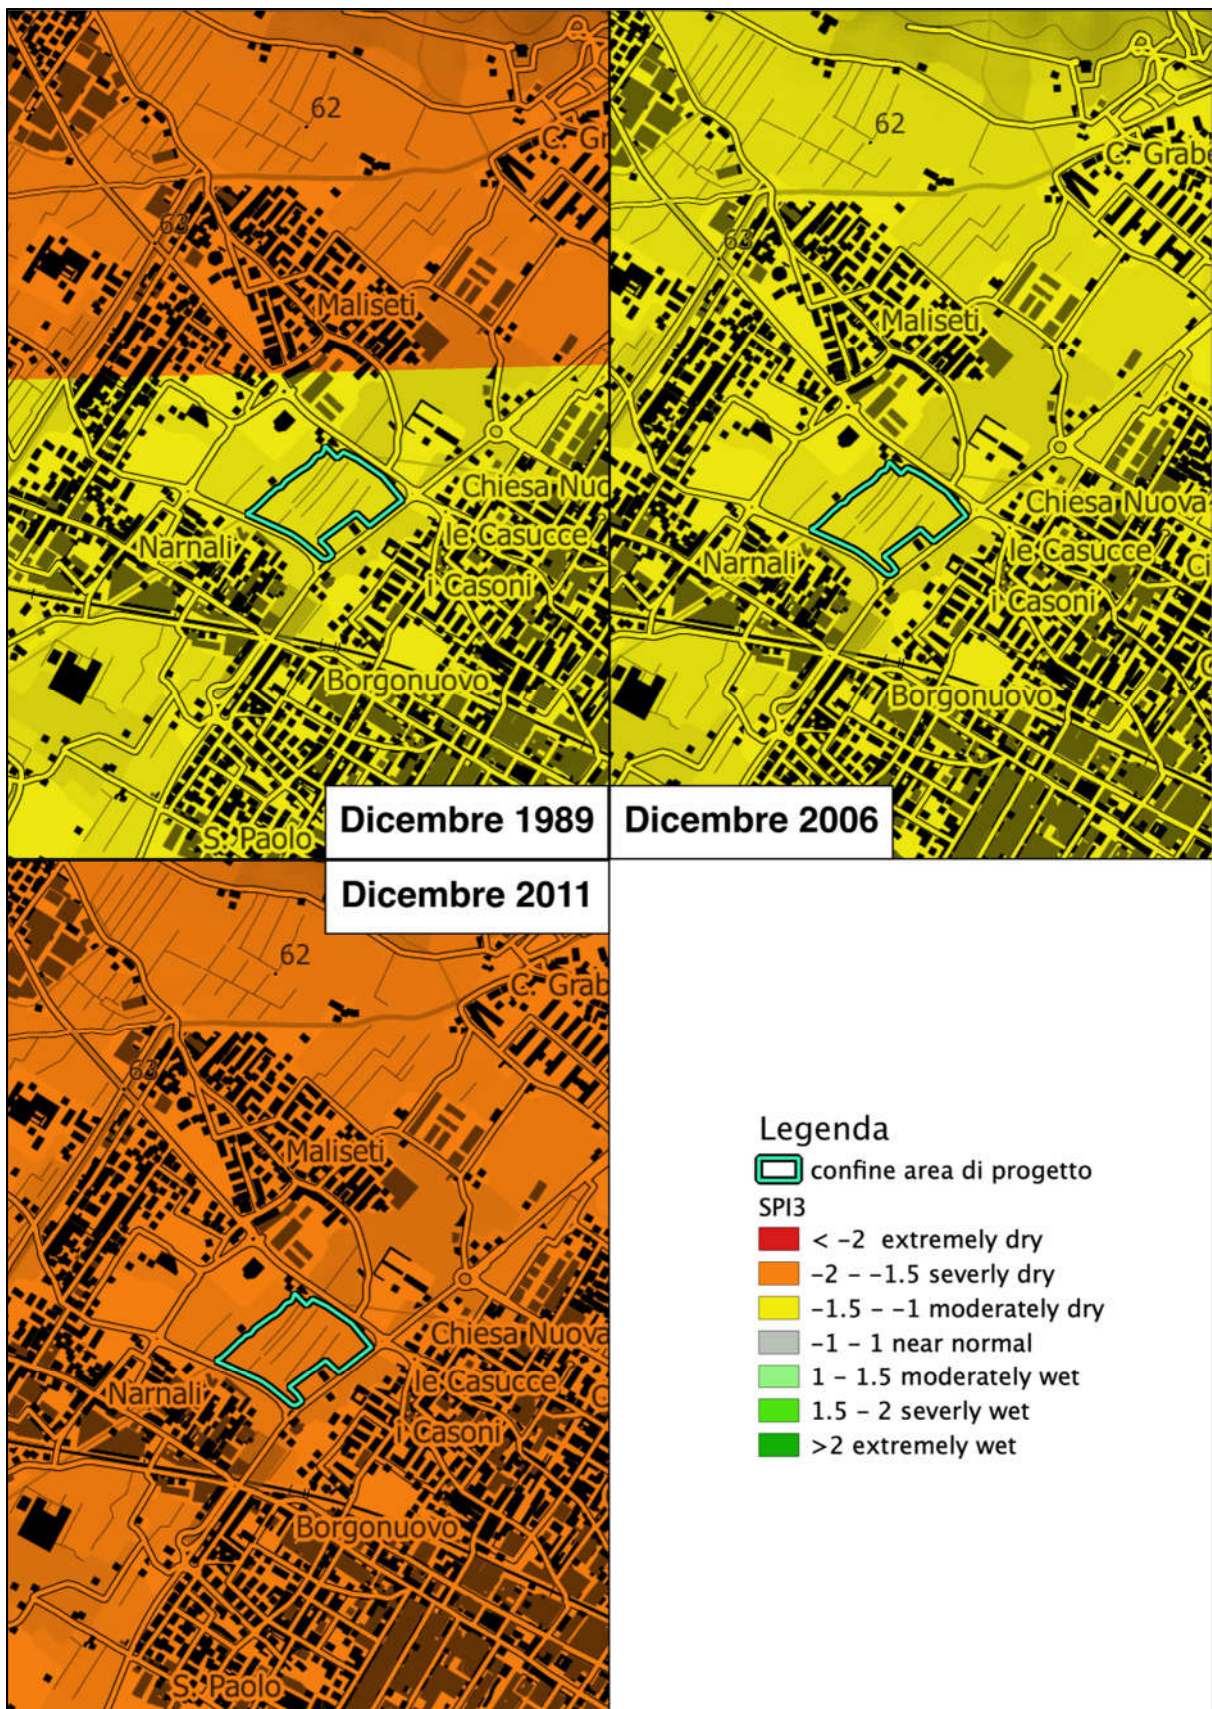 62
C. Gr
63
Maliseti
Chiesa Nuo
le Casucce
Narnali
i Casoni
Borgonuovo
S. Paolo
Dicembre 1989
62
C. Grabe
63
Maliseti
Chiesa Nuova
le Casucce
Ci
Narnali
i Casoni
Borgonuovo
Dicembre 2006
Dicembre 2011
62
C. Grab
63
Maliseti
Chiesa Nuova
le Casucce
C
Narnali
i Casoni
Borgonuovo
S. Paolo
Legenda
confine area di progetto
SPI3
< -2 extremely dry
-2 - -1.5 severly dry
-1.5 - -1 moderately dry
-1 - 1 near normal
1 - 1.5 moderately wet
1.5 - 2 severly wet
>2 extremely wet